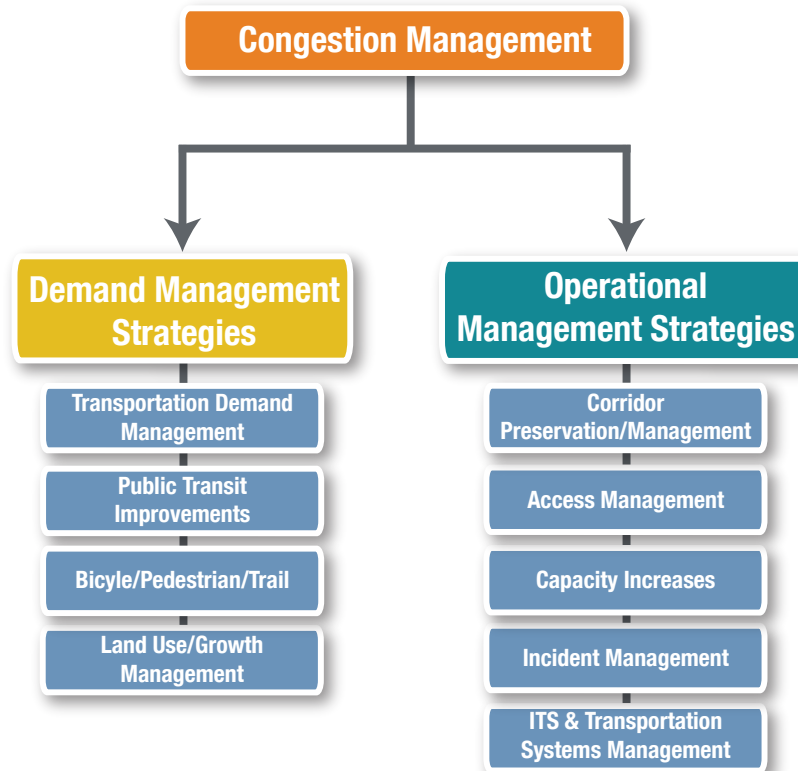 Congestion Management
Demand Management
Strategies
Transportation Demand
Management
Public Transit
Improvements
Bicyle/Pedestrian/Trail
Land Use/Growth
Management
Operational
Management Strategies
Corridor
Preservation/Management
Access Management
Capacity Increases
Incident Management
ITS & Transportation
Systems Management